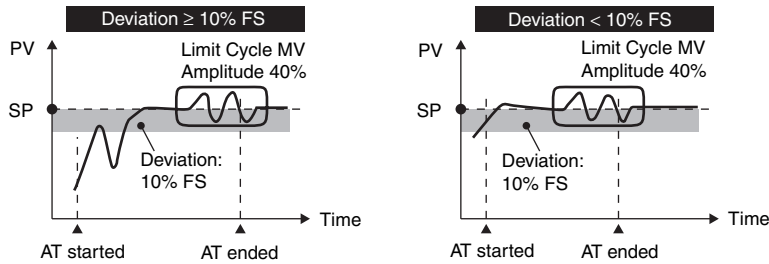 Deviation ≥ 10% FS
PV
Limit Cycle MV
Amplitude 40%
SP
Deviation:
10% FS
Time
AT started
AT ended
Deviation < 10% FS
PV
Limit Cycle MV
Amplitude 40%
SP
Deviation:
10% FS
Time
AT started
AT ended